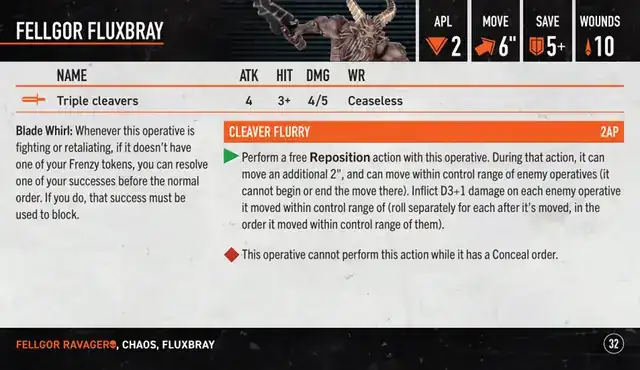 FELLGOR FLUXBRAY
APL MOVE SAVE WOUNDS
2 6" 5+ 10
NAME ATK HIT DMG WR
Triple cleavers 4 3+ 4/5 Ceaseless
Blade Whirl: Whenever this operative is
fighting or retaliating, if it doesn't have
one of your Frenzy tokens, you can resolve
one of your successes before the normal
order. If you do, that success must be
used to block.
CLEAVER FLURRY 2AP
Perform a free Reposition action with this operative. During that action, it can
move an additional 2", and can move within control range of enemy operatives (it
cannot begin or end the move there). Inflict D3+1 damage on each enemy operative
it moved within control range of (roll separately for each after it's moved, in the
order it moved within control range of them).
This operative cannot perform this action while it has a Conceal order.
FELLGOR RAVAGER, CHAOS, FLUXBRAY
32